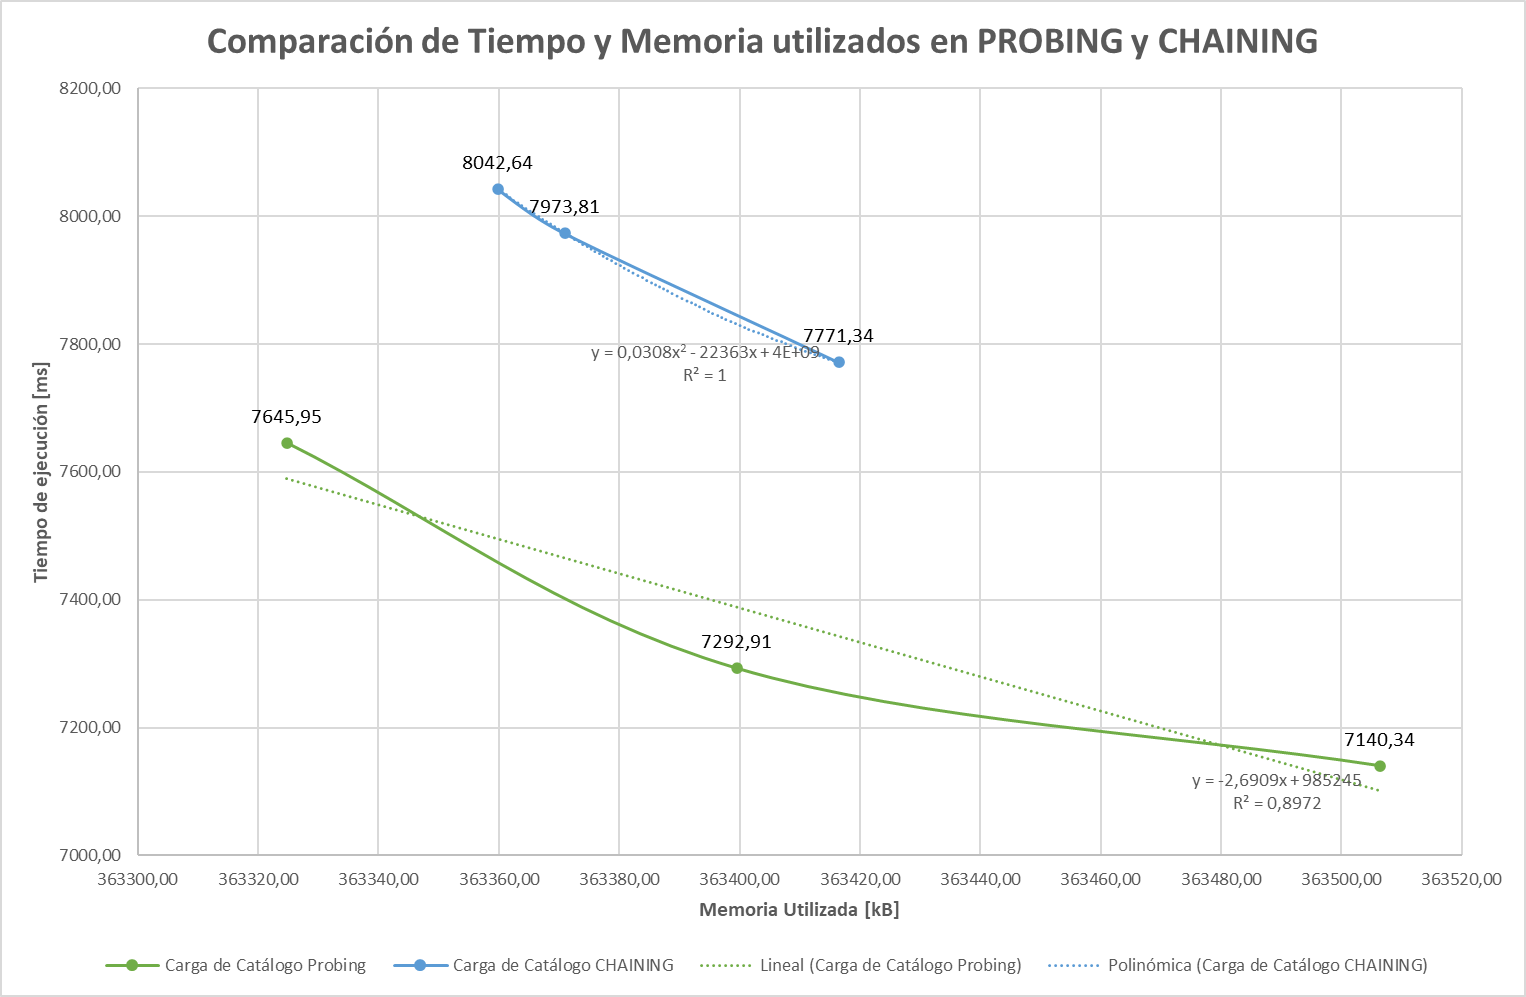 Comparación de Tiempo y Memoria utilizados en PROBING y CHAINING
8200,00
8000,00
7800,00
7600,00
7400,00
7200,00
7000,00
Tiempo de ejecución [ms]
8042,64
7973,81
7771,34
y = 0,0308x² - 22363x + 4E+09
R² = 1
7645,95
7292,91
7140,34
y = -2,6909x + 985245
R² = 0,8972
363300,00 363320,00 363340,00 363360,00 363380,00 363400,00 363420,00 363440,00 363460,00 363480,00 363500,00 363520,00
Memoria Utilizada [kB]
Carga de Catálogo Probing Carga de Catálogo CHAINING Lineal (Carga de Catálogo Probing) Polinómica (Carga de Catálogo CHAINING)